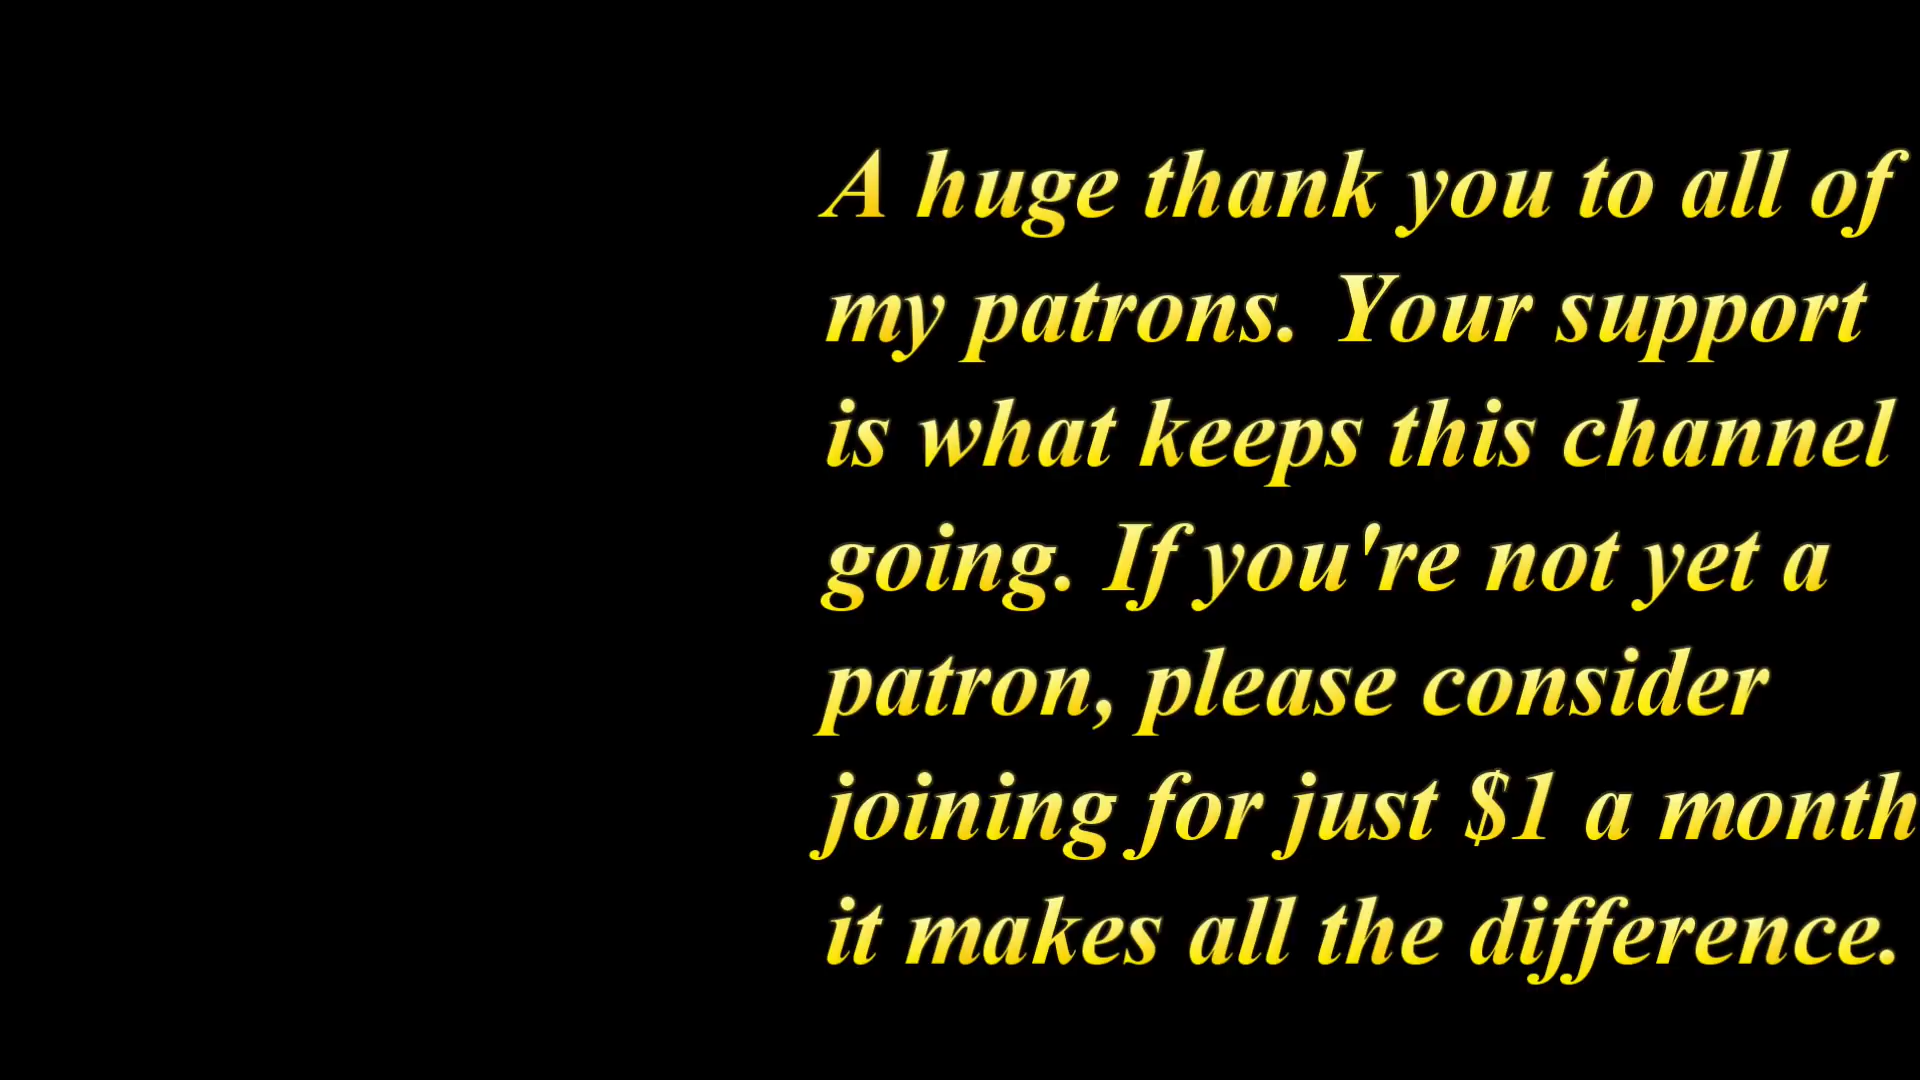 A huge thank you to all of
my patrons. Your support
is what keeps this channel
going. If you're not yet a
patron, please consider
joining for just $1 a month
it makes all the difference.